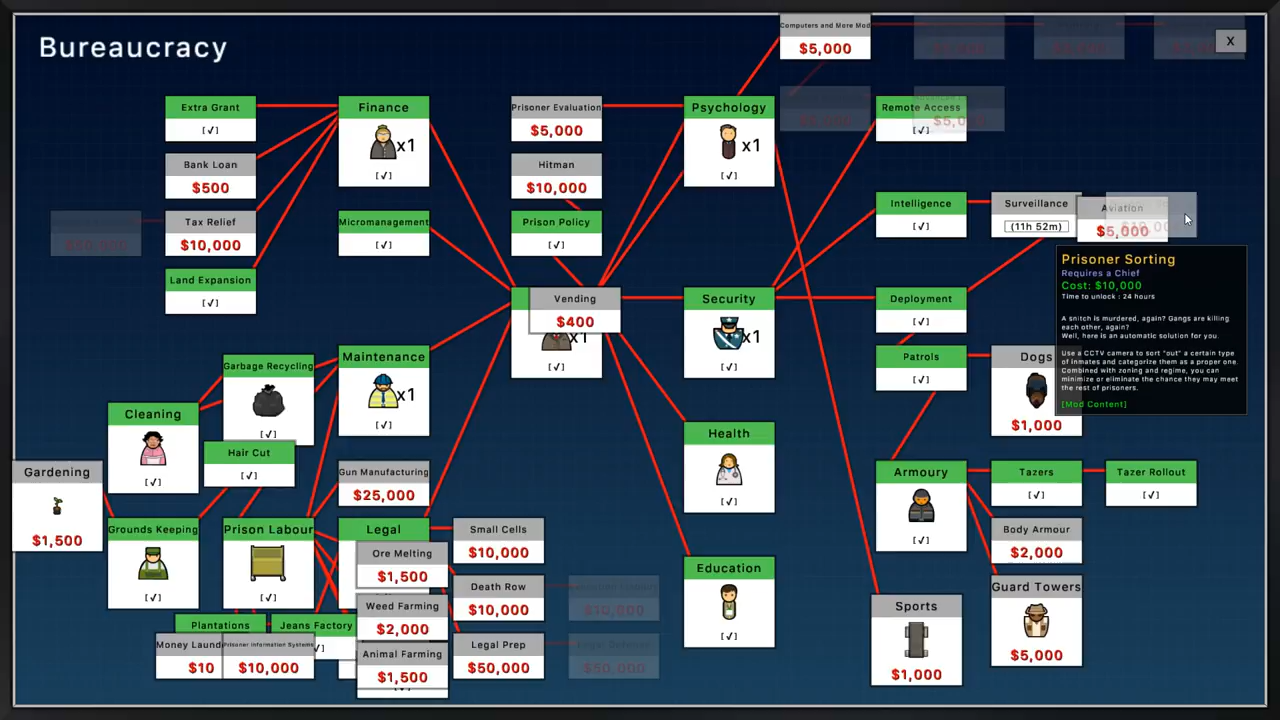 Bureaucracy
X
Computers and More Mod
$5,000
Extra Grant
[✓]
Finance
x1
[✓]
Prisoner Evaluation
$5,000
Psychology
x1
[✓]
Remote Access
[✓]
Bank Loan
$500
Hitman
$10,000
Tax Relief
$10,000
Micromanagement
[✓]
Prison Policy
[✓]
Intelligence
[✓]
Surveillance
(11h 52m)
Aviation
$5,000
Land Expansion
[✓]
Vending
$400
x1
[✓]
Security
x1
[✓]
Deployment
[✓]
Prisoner Sorting
Requires a Chief
Cost: $10,000
Time to unlock : 24 hours
A snitch is murdered, again? Gangs are killing
each other, again?
Well, here is an automatic solution for you.
Use a CCTV camera to sort "out" a certain type
of inmates and categorize them as a proper one.
Combined with zoning and regime, you can
minimize or eliminate the chance they may meet
the rest of prisoners.
[Mod Content]
Garbage Recycling
[✓]
Maintenance
x1
[✓]
Patrols
[✓]
Dogs
$1,000
Cleaning
[✓]
Hair Cut
[✓]
Health
[✓]
Gardening
$1,500
Gun Manufacturing
$25,000
Armoury
[✓]
Tazers
[✓]
Tazer Rollout
[✓]
Grounds Keeping
[✓]
Prison Labour
[✓]
Legal
Small Cells
$10,000
Body Armour
$2,000
Ore Melting
$1,500
Death Row
$10,000
Education
[✓]
Guard Towers
$5,000
Weed Farming
$2,000
Sports
$1,000
Plantations
Jeans Factory
Money Laund
$10
Prisoner Information Systems
$10,000
Animal Farming
$1,500
Legal Prep
$50,000
$50,000